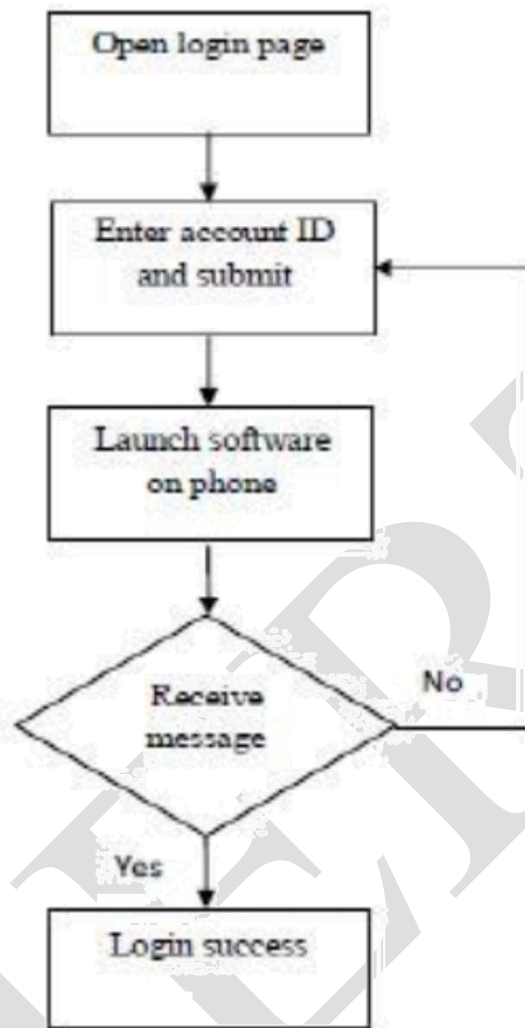 Open login page
Enter account ID
and submit
Launch software
on phone
Receive
message
No
Yes
Login success